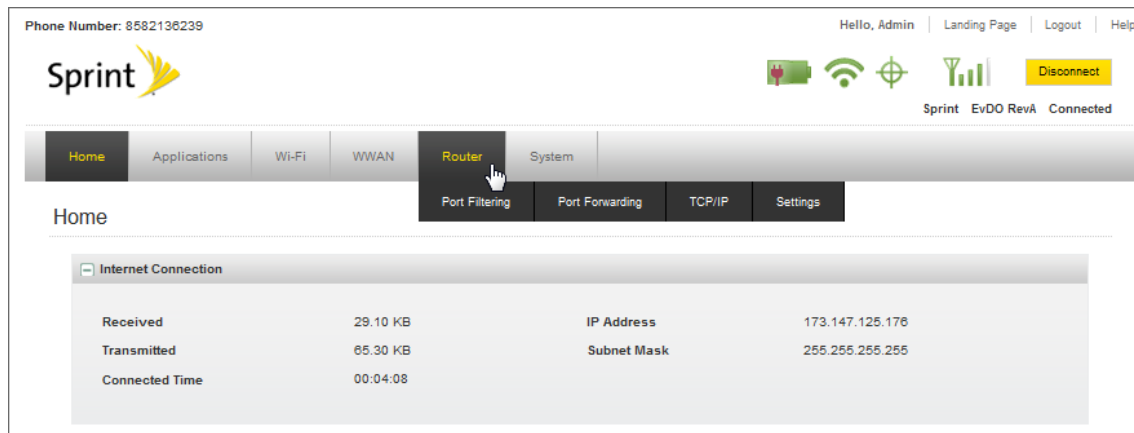 Phone Number: 8582136239 Hello, Admin Landing Page Logout Help
Sprint
Disconnect
Sprint EvDO RevA Connected
Home Applications Wi-Fi WWAN Router System
Port Filtering Port Forwarding TCP/IP Settings
Home
Internet Connection
Received 29.10 KB IP Address 173.147.125.176
Transmitted 65.30 KB Subnet Mask 255.255.255.255
Connected Time 00:04:08